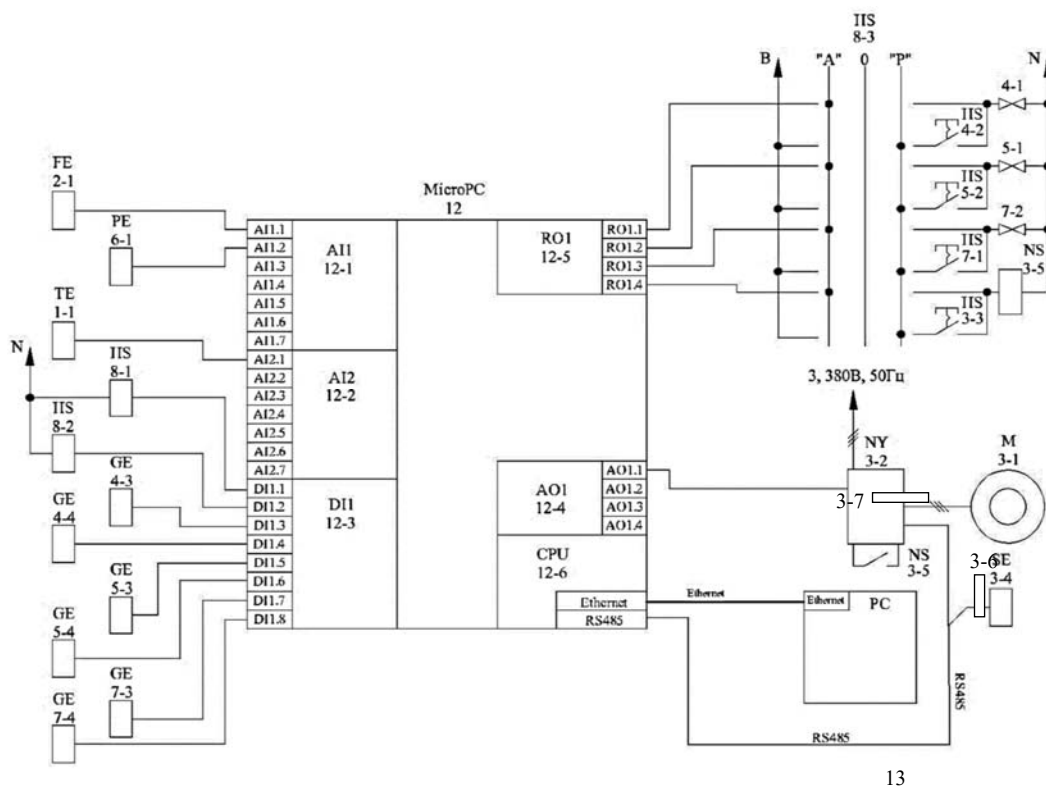 HS
8-3
B
"A"
0
"P"
N
4-1
HS
4-2
5-1
HS
5-2
7-2
HS
7-1
NS
3-5
HS
3-3
FE
2-1
PE
6-1
TE
1-1
N
HS
8-1
HS
8-2
GE
4-3
GE
4-4
GE
5-3
GE
5-4
GE
7-3
GE
7-4
MicroPC
12
AI1.1
AI1.2
AI1.3
AI1.4
AI1.5
AI1.6
AI1.7
AI1
12-1
AI2.1
AI2.2
AI2.3
AI2.4
AI2.5
AI2.6
AI2.7
AI2
12-2
DI1.1
DI1.2
DI1.3
DI1.4
DI1.5
DI1.6
DI1.7
DI1.8
DI1
12-3
RO1
12-5
RO1.1
RO1.2
RO1.3
RO1.4
AO1
12-4
AO1.1
AO1.2
AO1.3
AO1.4
CPU
12-6
Ethernet
RS485
Ethernet
Ethernet
PC
3, 380В, 50Гц
NY
3-2
3-7
M
3-1
NS
3-5
3-6
SE
3-4
RS485
RS485
13